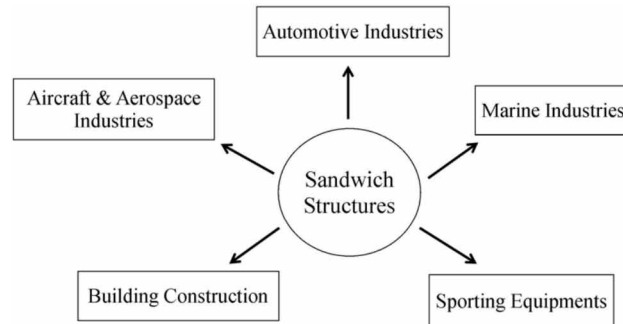 Automotive Industries
Aircraft & Aerospace
Industries
Marine Industries
Sandwich
Structures
Building Construction
Sporting Equipments